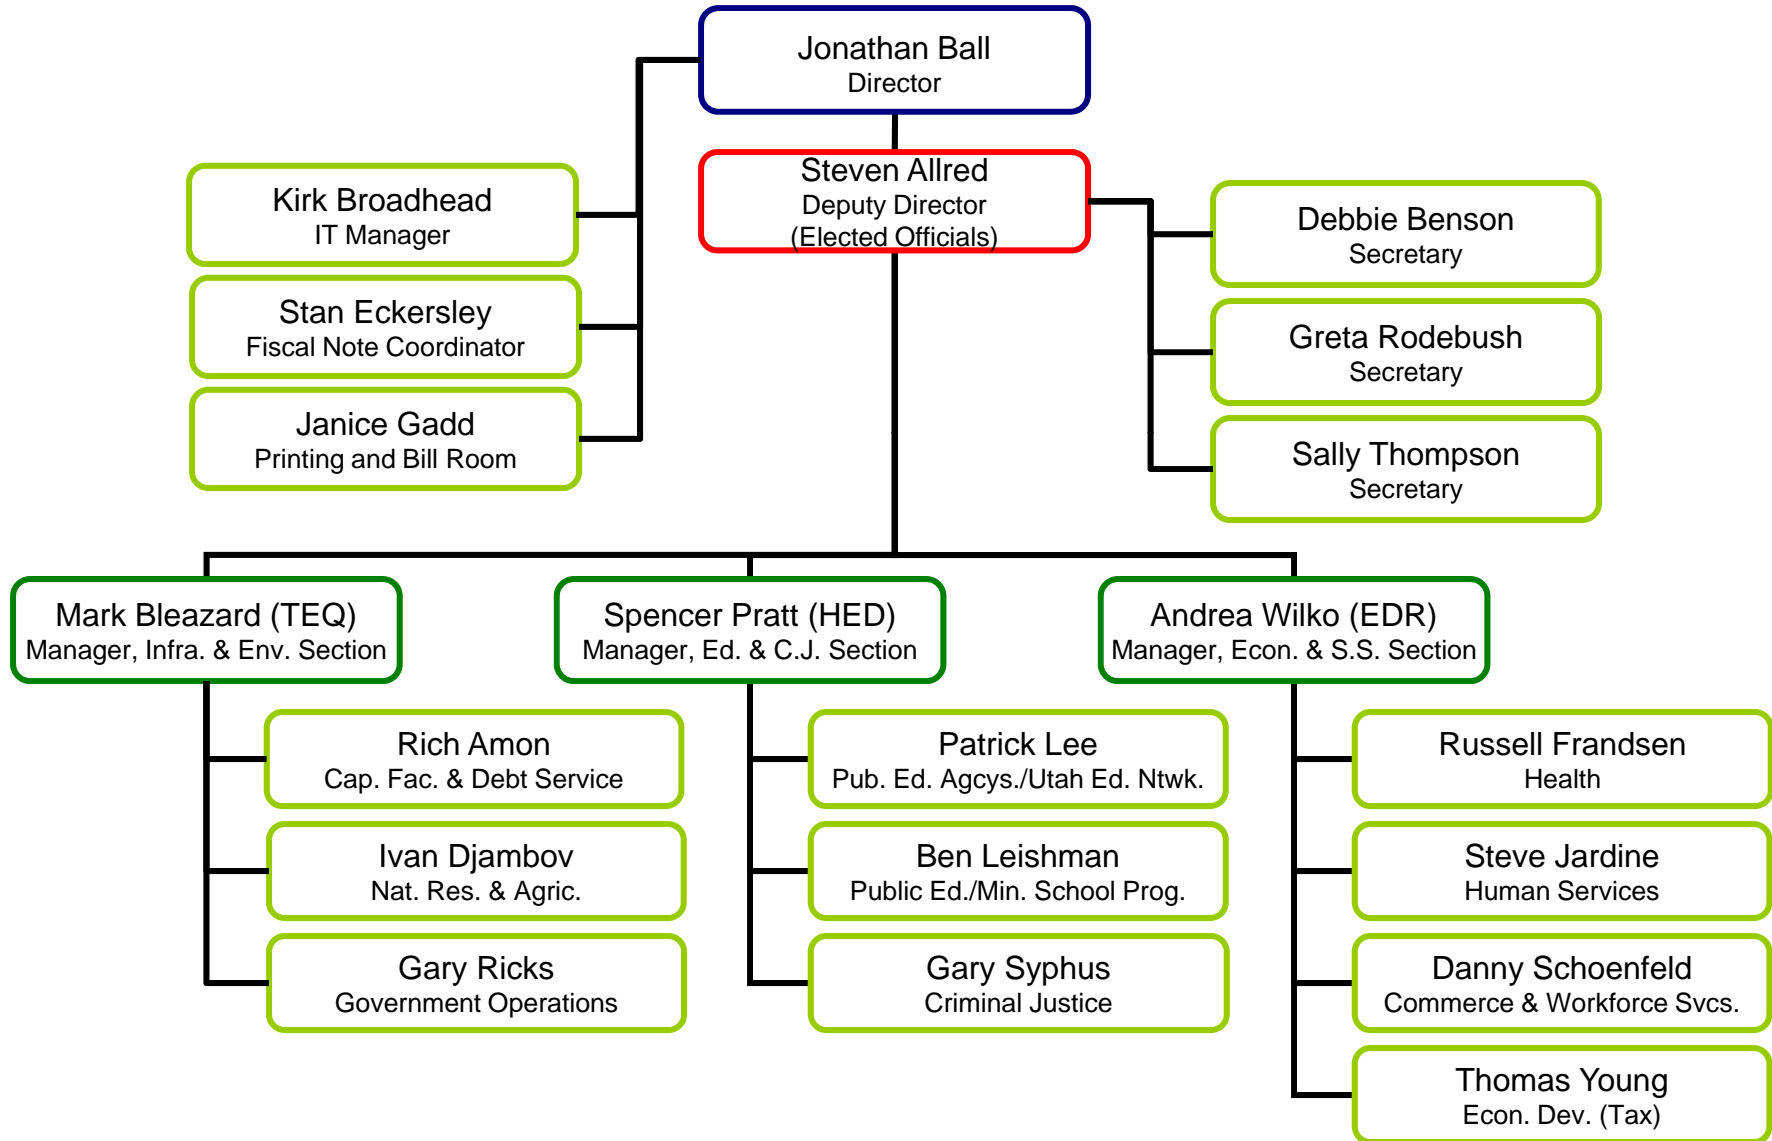 Jonathan Ball
Director
Steven Allred
Deputy Director
(Elected Officials)
Kirk Broadhead
IT Manager
Stan Eckersley
Fiscal Note Coordinator
Janice Gadd
Printing and Bill Room
Debbie Benson
Secretary
Greta Rodebush
Secretary
Sally Thompson
Secretary
Mark Bleazard (TEQ)
Manager, Infra. & Env. Section
Rich Amon
Cap. Fac. & Debt Service
Ivan Djambov
Nat. Res. & Agric.
Gary Ricks
Government Operations
Spencer Pratt (HED)
Manager, Ed. & C.J. Section
Patrick Lee
Pub. Ed. Agcys./Utah Ed. Ntwk.
Ben Leishman
Public Ed./Min. School Prog.
Gary Syphus
Criminal Justice
Andrea Wilko (EDR)
Manager, Econ. & S.S. Section
Russell Frandsen
Health
Steve Jardine
Human Services
Danny Schoenfeld
Commerce & Workforce Svcs.
Thomas Young
Econ. Dev. (Tax)